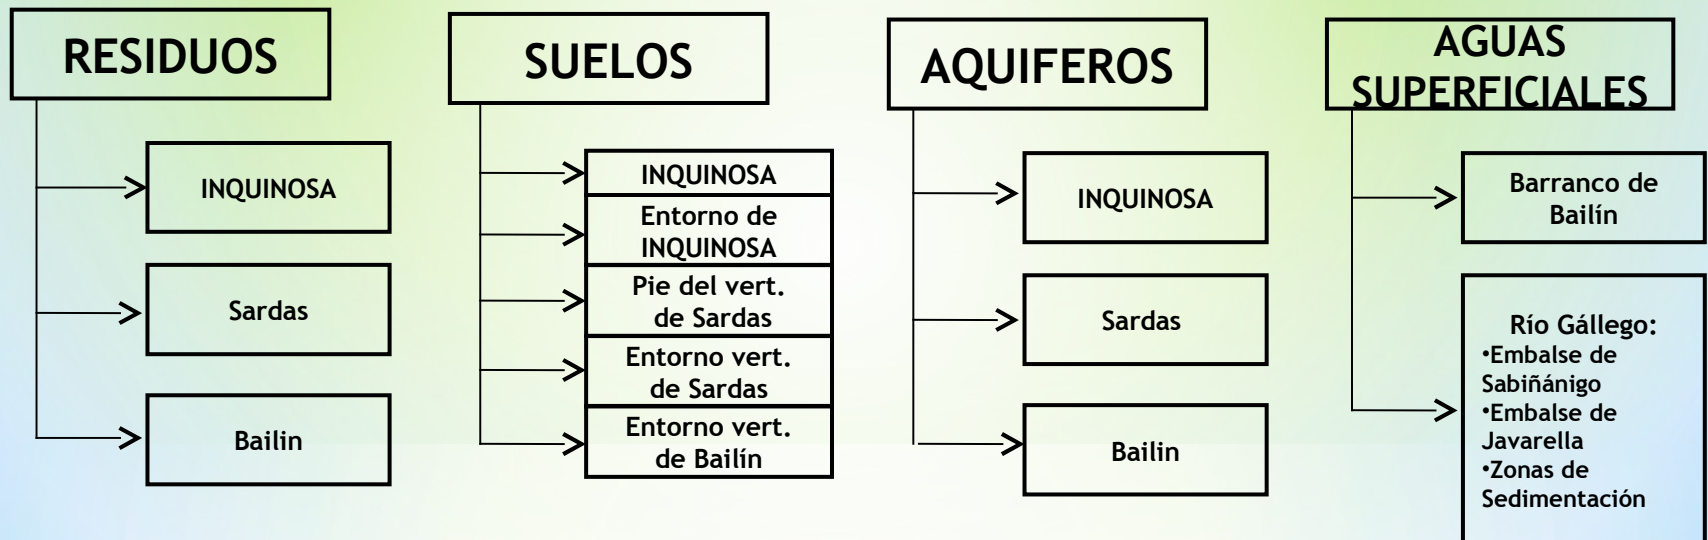 RESIDUOS
INQUINOSA
Sardas
Bailin
SUELOS
INQUINOSA
Entorno de
INQUINOSA
Pie del vert.
de Sardas
Entorno vert.
de Sardas
Entorno vert.
de Bailín
AQUIFEROS
INQUINOSA
Sardas
Bailin
AGUAS
SUPERFICIALES
Barranco de
Bailín
Río Gállego:
•Embalse de
Sabiñánigo
•Embalse de
Javarella
•Zonas de
Sedimentación